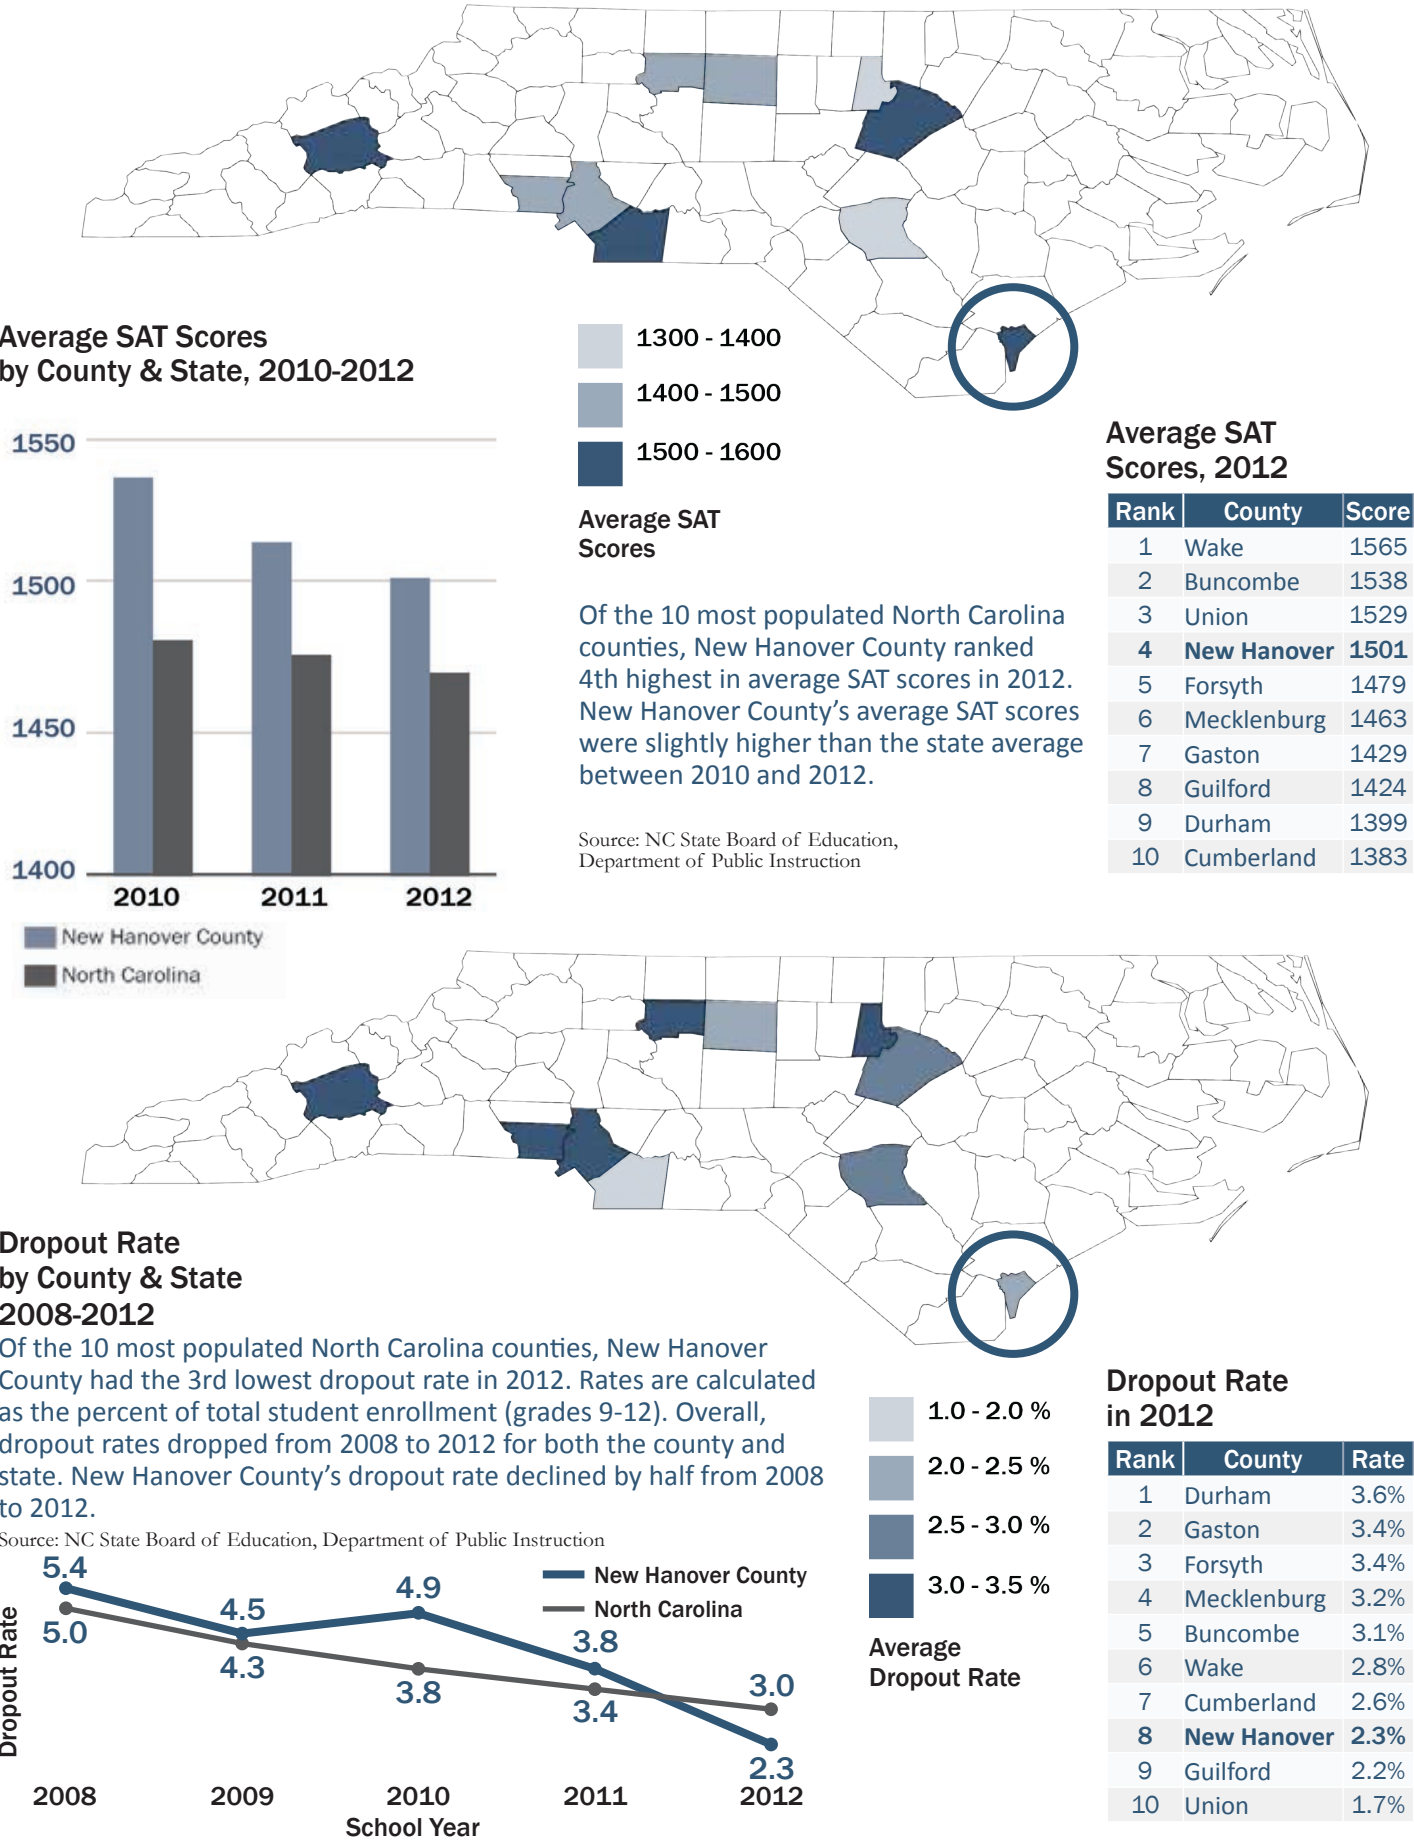 Average SAT Scores
by County & State, 2010-2012
1550
1500
1450
1400
2010
2011
2012
New Hanover County
North Carolina
1300 - 1400
1400 - 1500
1500 - 1600
Average SAT
Scores
Of the 10 most populated North Carolina
counties, New Hanover County ranked
4th highest in average SAT scores in 2012.
New Hanover County’s average SAT scores
were slightly higher than the state average
between 2010 and 2012.
Source: NC State Board of Education,
Department of Public Instruction
Average SAT
Scores, 2012
Rank County Score
1 Wake 1565
2 Buncombe 1538
3 Union 1529
4 New Hanover 1501
5 Forsyth 1479
6 Mecklenburg 1463
7 Gaston 1429
8 Guilford 1424
9 Durham 1399
10 Cumberland 1383
Dropout Rate
by County & State
2008-2012
Of the 10 most populated North Carolina counties, New Hanover
County had the 3rd lowest dropout rate in 2012. Rates are calculated
as the percent of total student enrollment (grades 9-12). Overall,
dropout rates dropped from 2008 to 2012 for both the county and
state. New Hanover County’s dropout rate declined by half from 2008
to 2012.
Source: NC State Board of Education, Department of Public Instruction
Dropout Rate
5.4
4.5
4.9
3.8
2.3
5.0
4.3
3.8
3.4
3.0
New Hanover County
North Carolina
2008
2009
2010
2011
2012
School Year
1.0 - 2.0 %
2.0 - 2.5 %
2.5 - 3.0 %
3.0 - 3.5 %
Average
Dropout Rate
Dropout Rate
in 2012
Rank County Rate
1 Durham 3.6%
2 Gaston 3.4%
3 Forsyth 3.4%
4 Mecklenburg 3.2%
5 Buncombe 3.1%
6 Wake 2.8%
7 Cumberland 2.6%
8 New Hanover 2.3%
9 Guilford 2.2%
10 Union 1.7%